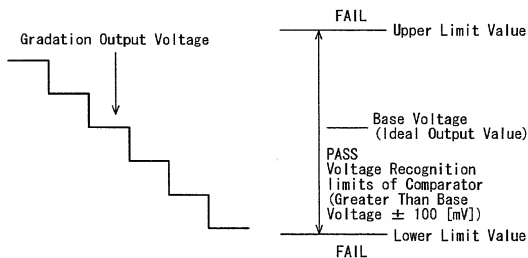 Gradation Output Voltage
FAIL
Upper Limit Value
Base Voltage
(Ideal Output Value)
PASS
Voltage Recognition
limits of Comparator
(Greater Than Base
Voltage ± 100 [mV])
Lower Limit Value
FAIL